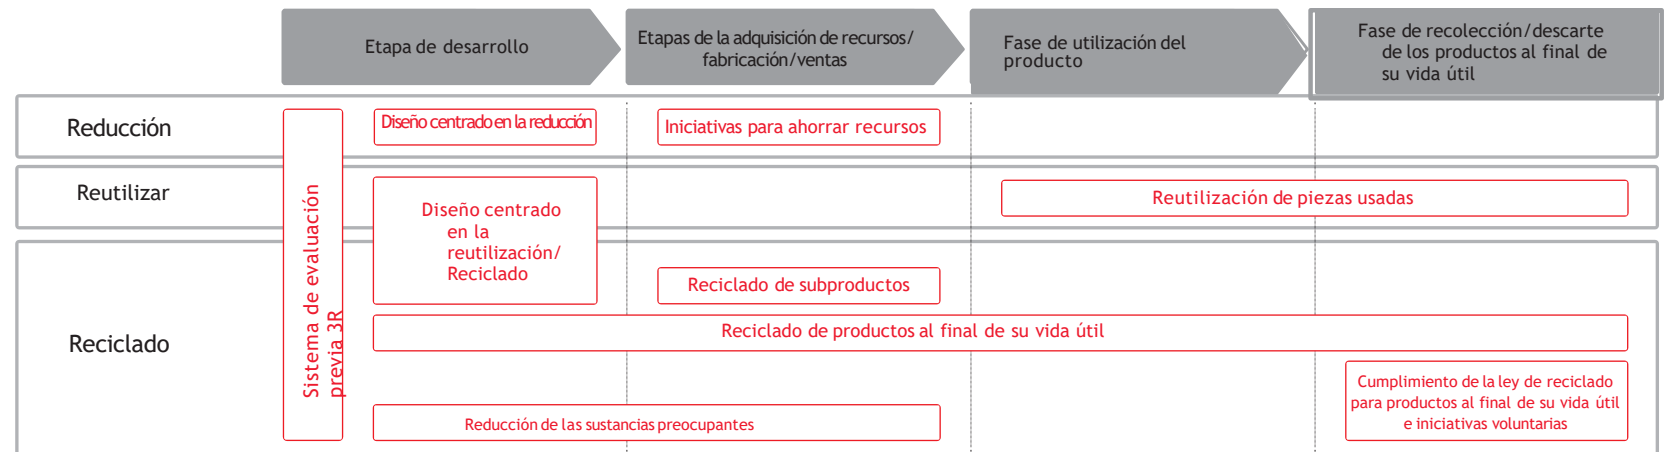 Etapa de desarrollo
Etapas de la adquisición de recursos/
fabricación/ventas
Fase de utilización del
producto
Fase de recolección/descarte
de los productos al final de
su vida útil
Reducción
Diseño centrado en la reducción
Iniciativas para ahorrar recursos
Reutilizar
Sistema de evaluación
previa 3R
Diseño centrado
en la
reutilización/
Reciclado
Reutilización de piezas usadas
Reciclado
Reciclado de subproductos
Reciclado de productos al final de su vida útil
Cumplimiento de la ley de reciclado
para productos al final de su vida útil
e iniciativas voluntarias
Reducción de las sustancias preocupantes